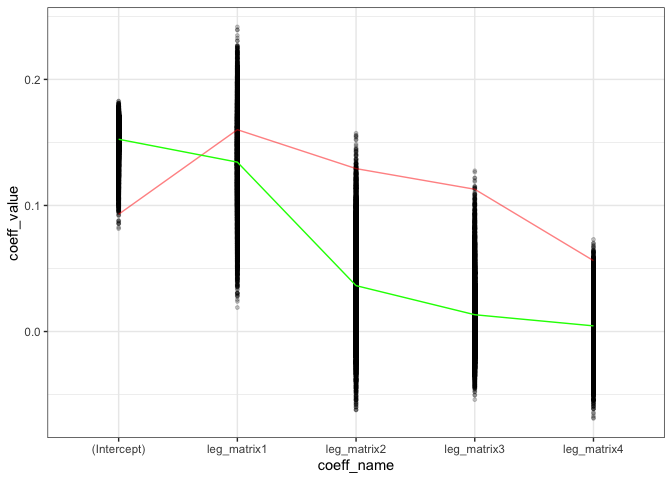 0.2
0.1
0.0
coeff_value
(Intercept) leg_matrix1 leg_matrix2 leg_matrix3 leg_matrix4
coeff_name